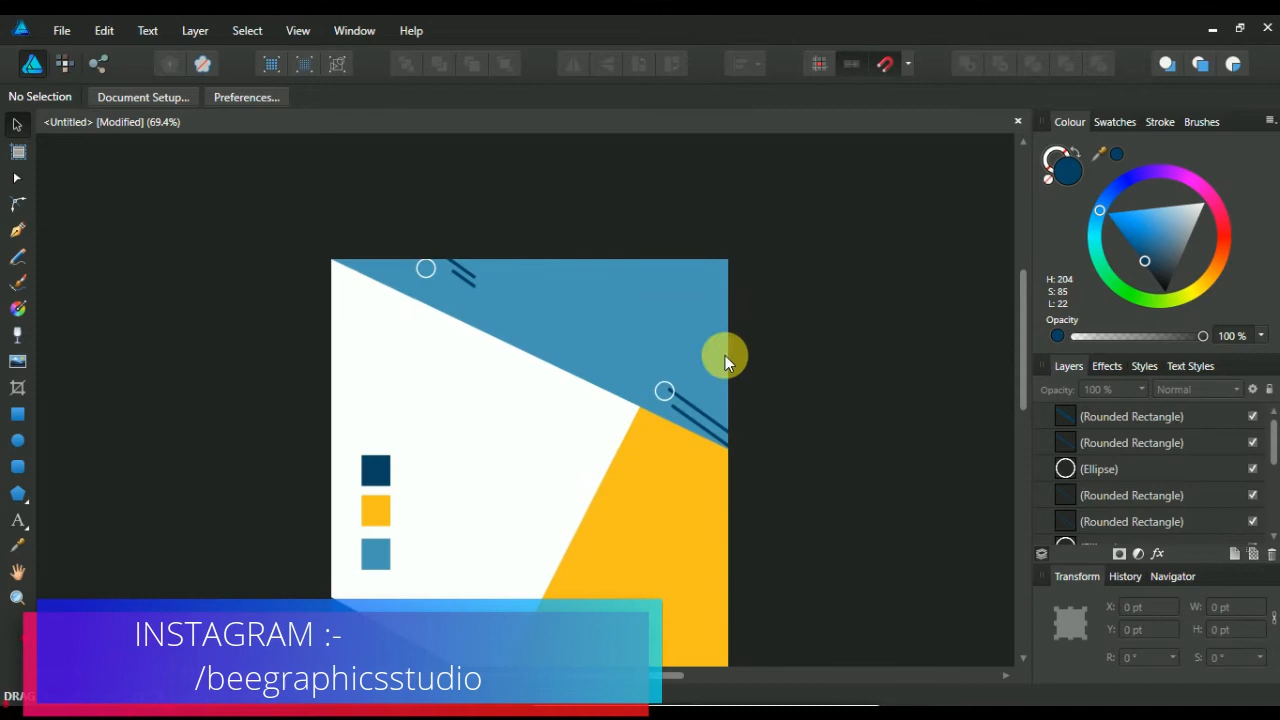 File Edit Text Layer Select View Window Help
No Selection Document Setup... Preferences...
<Untitled> [Modified] (69.4%)
Colour Swatches Stroke Brushes
H: 204
S: 85
L: 22
Opacity
100 %
Layers Effects Styles Text Styles
Opacity: 100 % Normal
(Rounded Rectangle)
(Rounded Rectangle)
(Ellipse)
(Rounded Rectangle)
(Rounded Rectangle)
fx
Transform History Navigator
X: 0 pt W: 0 pt
Y: 0 pt H: 0 pt
R: 0 ° S: 0 °
A
INSTAGRAM :-
/beegraphicsstudio